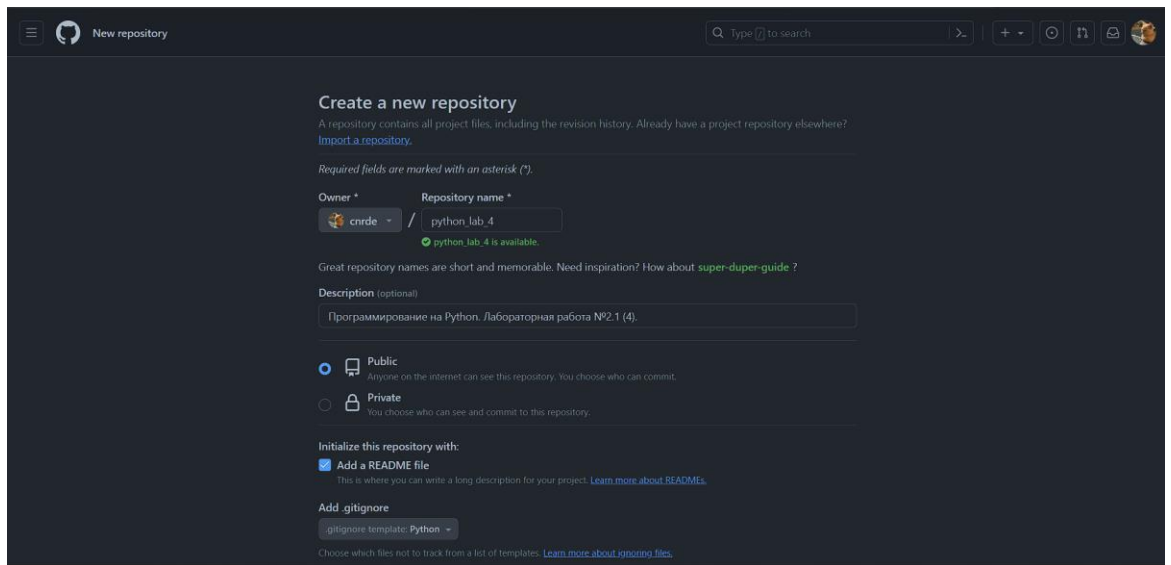 New repository
Type / to search
Create a new repository
A repository contains all project files, including the revision history. Already have a project repository elsewhere?
Import a repository.
Required fields are marked with an asterisk (*).
Owner * Repository name *
cnrde / python_lab_4
python_lab_4 is available.
Great repository names are short and memorable. Need inspiration? How about super-duper-guide ?
Description (optional)
Программирование на Python. Лабораторная работа №2.1 (4).
Public
Anyone on the internet can see this repository. You choose who can commit.
Private
You choose who can see and commit to this repository.
Initialize this repository with:
Add a README file
This is where you can write a long description for your project. Learn more about READMEs.
Add .gitignore
.gitignore template: Python
Choose which files not to track from a list of templates. Learn more about ignoring files.